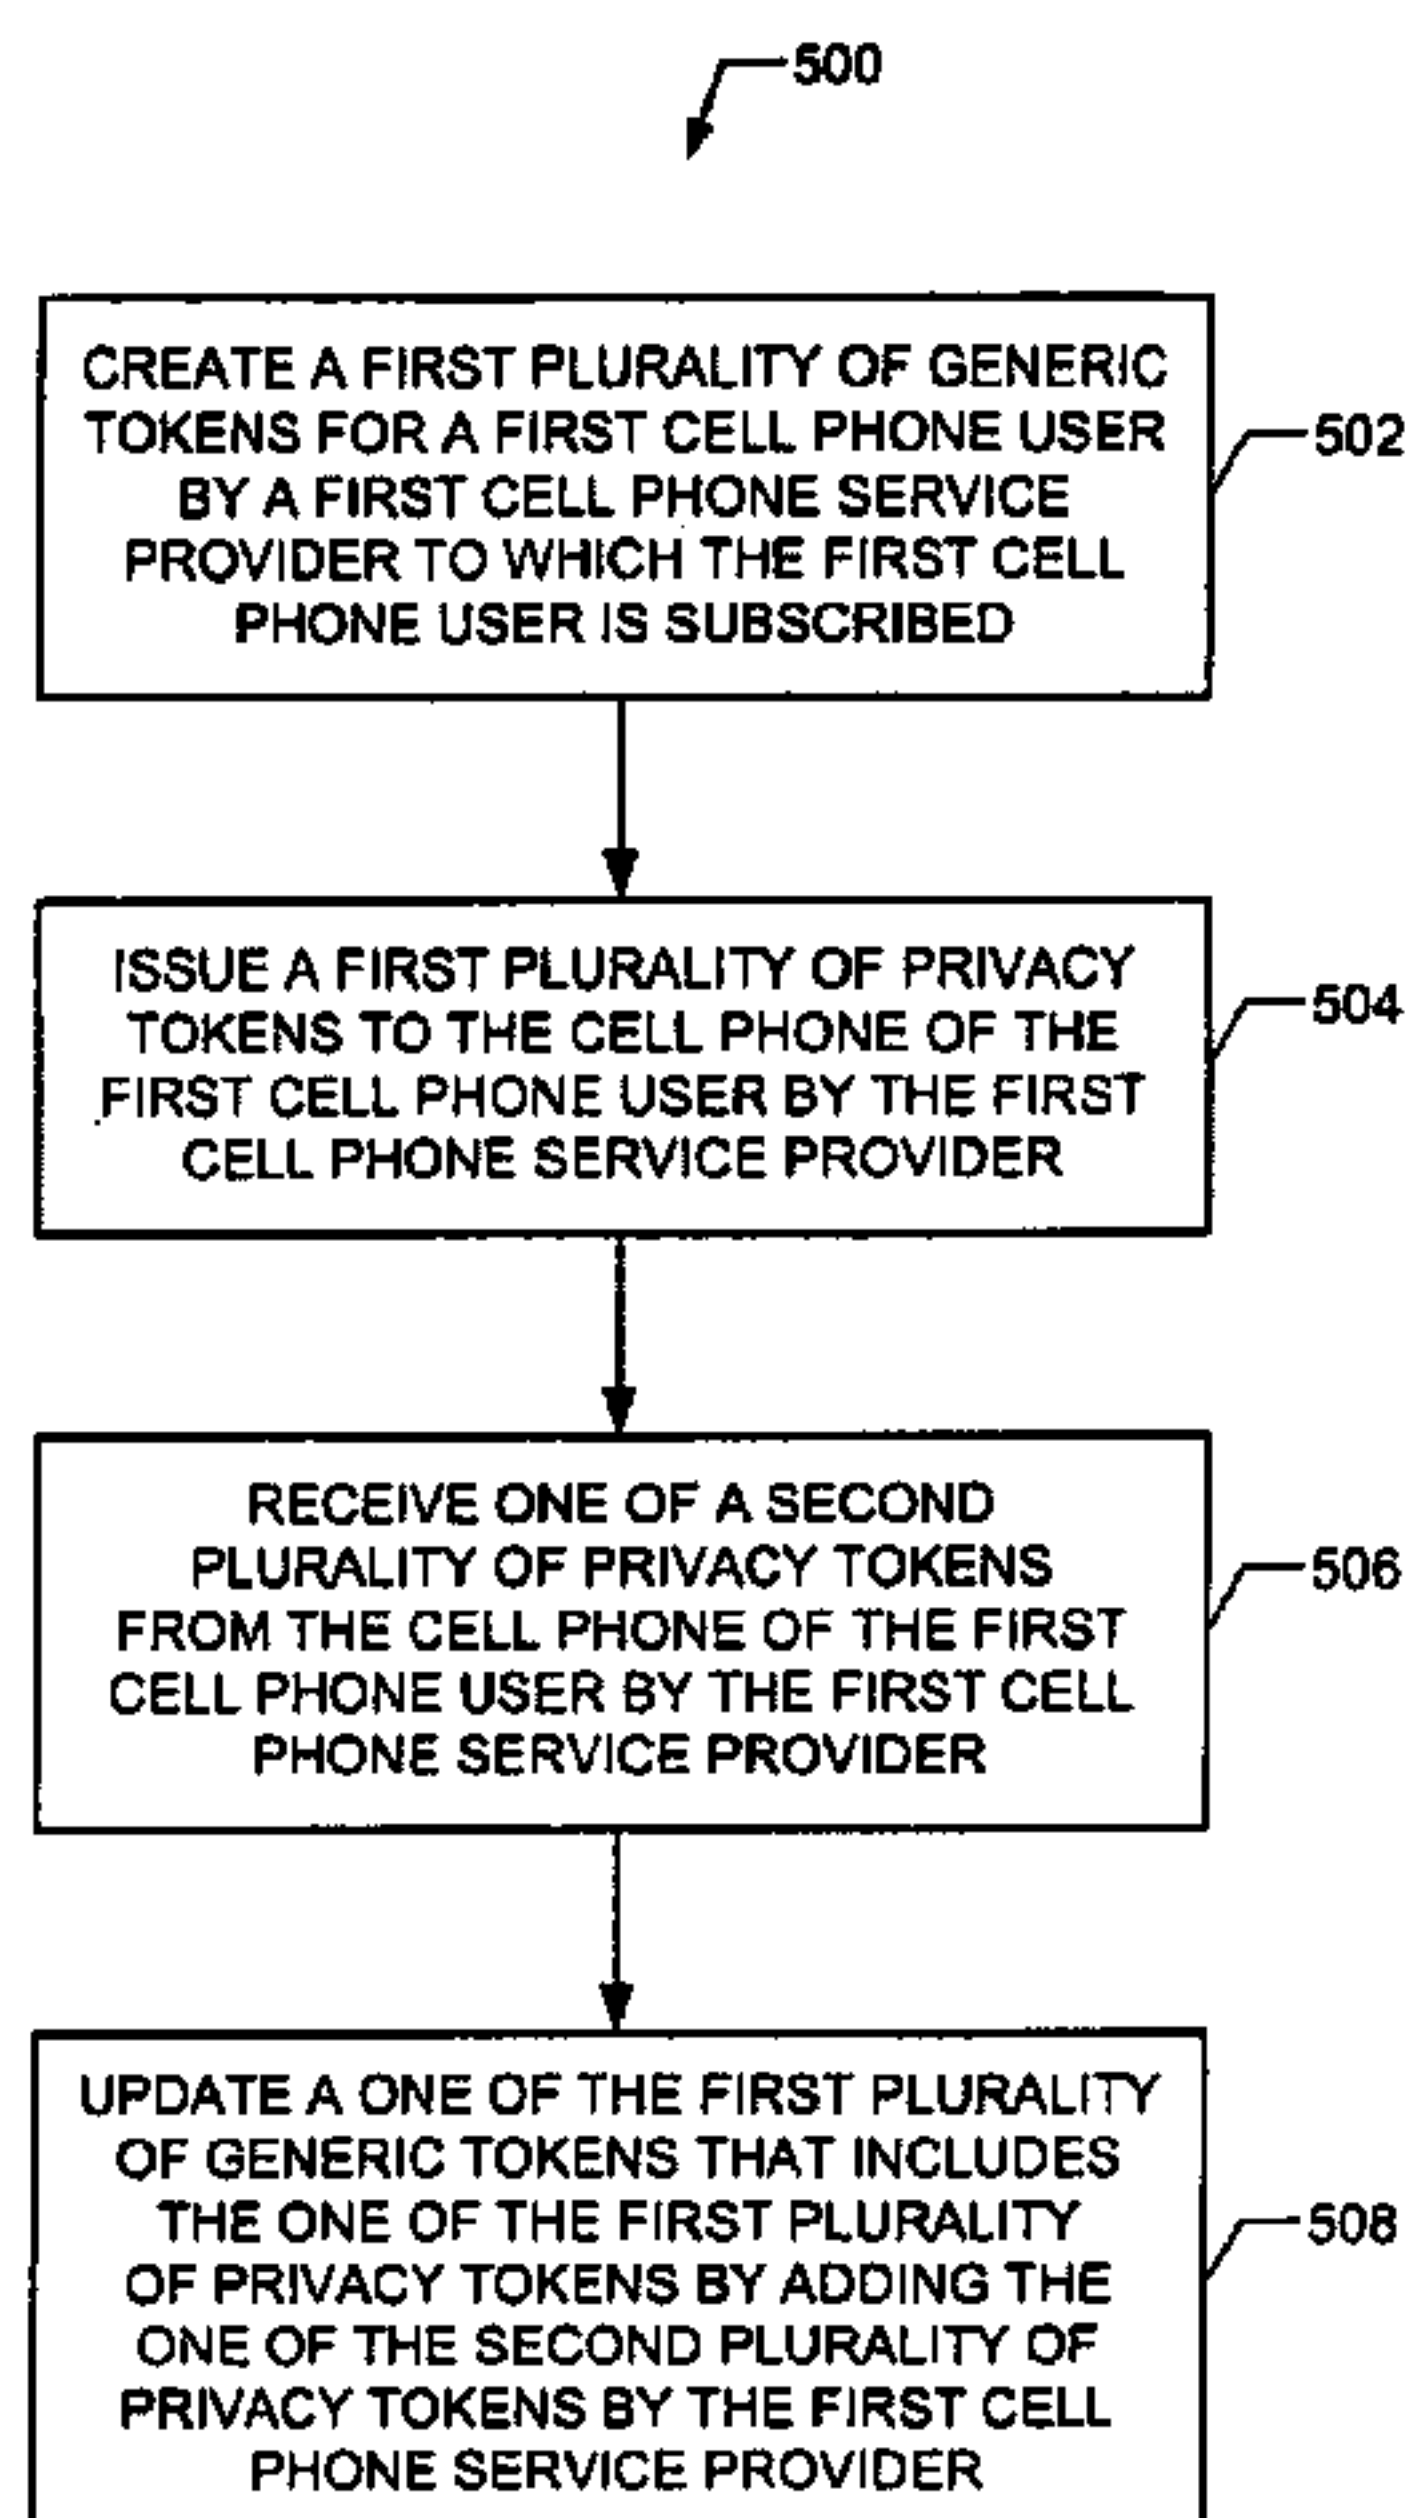 500
CREATE A FIRST PLURALITY OF GENERIC
TOKENS FOR A FIRST CELL PHONE USER
BY A FIRST CELL PHONE SERVICE
PROVIDER TO WHICH THE FIRST CELL
PHONE USER IS SUBSCRIBED
502
ISSUE A FIRST PLURALITY OF PRIVACY
TOKENS TO THE CELL PHONE OF THE
FIRST CELL PHONE USER BY THE FIRST
CELL PHONE SERVICE PROVIDER
504
RECEIVE ONE OF A SECOND
PLURALITY OF PRIVACY TOKENS
FROM THE CELL PHONE OF THE FIRST
CELL PHONE USER BY THE FIRST CELL
PHONE SERVICE PROVIDER
506
UPDATE A ONE OF THE FIRST PLURALITY
OF GENERIC TOKENS THAT INCLUDES
THE ONE OF THE FIRST PLURALITY
OF PRIVACY TOKENS BY ADDING THE
ONE OF THE SECOND PLURALITY OF
PRIVACY TOKENS BY THE FIRST CELL
PHONE SERVICE PROVIDER
508